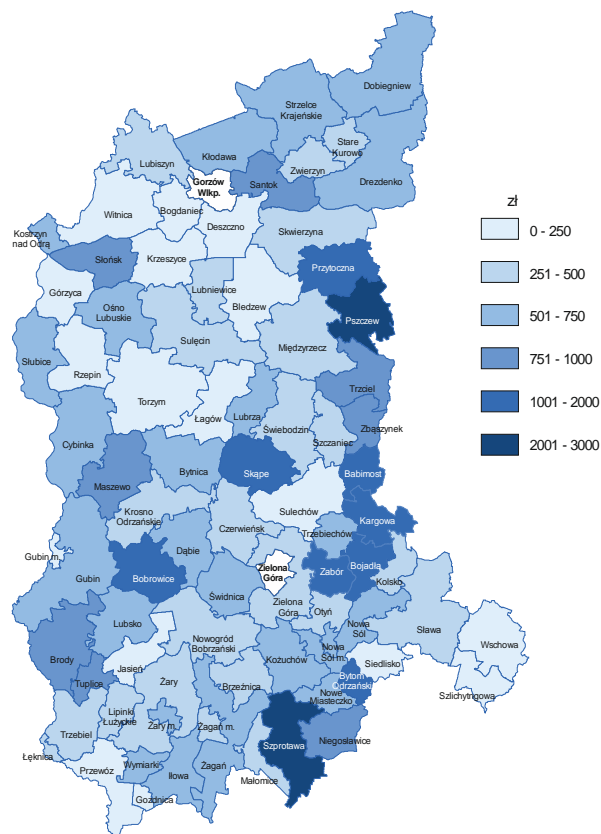 Dobiegniew
Strzelce
Krajeńskie
Stare
Kurowo
Kłodawa
Zwierzyn
Lubiszyn
Drezdenko
Gorzów
Wlkp.
Santok
Witnica
Bogdaniec
Deszczno
Skwierzyna
Kostrzyn
nad Odrą
Słońsk
Krzeszyce
Przytoczna
Górzyca
Lubniewice
Bledzew
Ośno
Lubuskie
Pszczew
Sulęcin
Międzyrzecz
Słubice
Rzepin
Trzciel
Torzym
Łagów
Lubrza
Świebodzin
Zbąszynek
Szczaniec
Cybinka
Bytnica
Skąpe
Babimost
Maszewo
Krosno
Odrzańskie
Sulechów
Kargowa
Czerwieńsk
Trzebiechów
Gubin m.
Dąbie
Zielona
Góra
Bojadła
Zabór
Gubin
Bobrowice
Kolsko
Świdnica
Zielona
Góra
Otyń
Lubsko
Nowogród
Bobrzański
Nowa
Sól
Sława
Wschowa
Nowa
Sól m.
Brody
Jasień
Kożuchów
Siedlisko
Tuplice
Żary
Brzeźnica
Bytom
Odrzański
Nowe
Miasteczko
Szlichtyngowa
Lipinki
Łużyckie
Trzebiel
Żary m.
Żagań m.
Niegosławice
Szprotawa
Łęknica
Przewóz
Wymiarki
Iłowa
Żagań
Małomice
Gozdnica
zł
0 - 250
251 - 500
501 - 750
751 - 1000
1001 - 2000
2001 - 3000